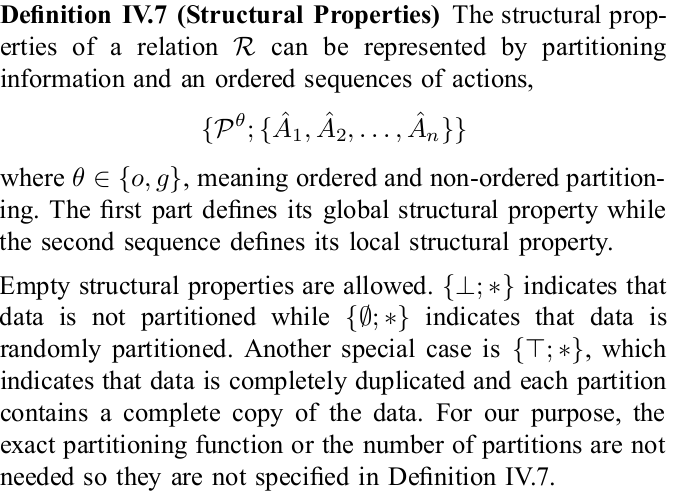 Definition IV.7 (Structural Properties) The structural prop-
erties of a relation ℛ can be represented by partitioning
information and an ordered sequences of actions,
{𝒫^θ; {Â₁, Â₂, . . . , Âₙ}}
where θ ∈ {o, g}, meaning ordered and non-ordered partition-
ing. The first part defines its global structural property while
the second sequence defines its local structural property.
Empty structural properties are allowed. {⊥; ∗} indicates that
data is not partitioned while {∅; ∗} indicates that data is
randomly partitioned. Another special case is {⊤; ∗}, which
indicates that data is completely duplicated and each partition
contains a complete copy of the data. For our purpose, the
exact partitioning function or the number of partitions are not
needed so they are not specified in Definition IV.7.